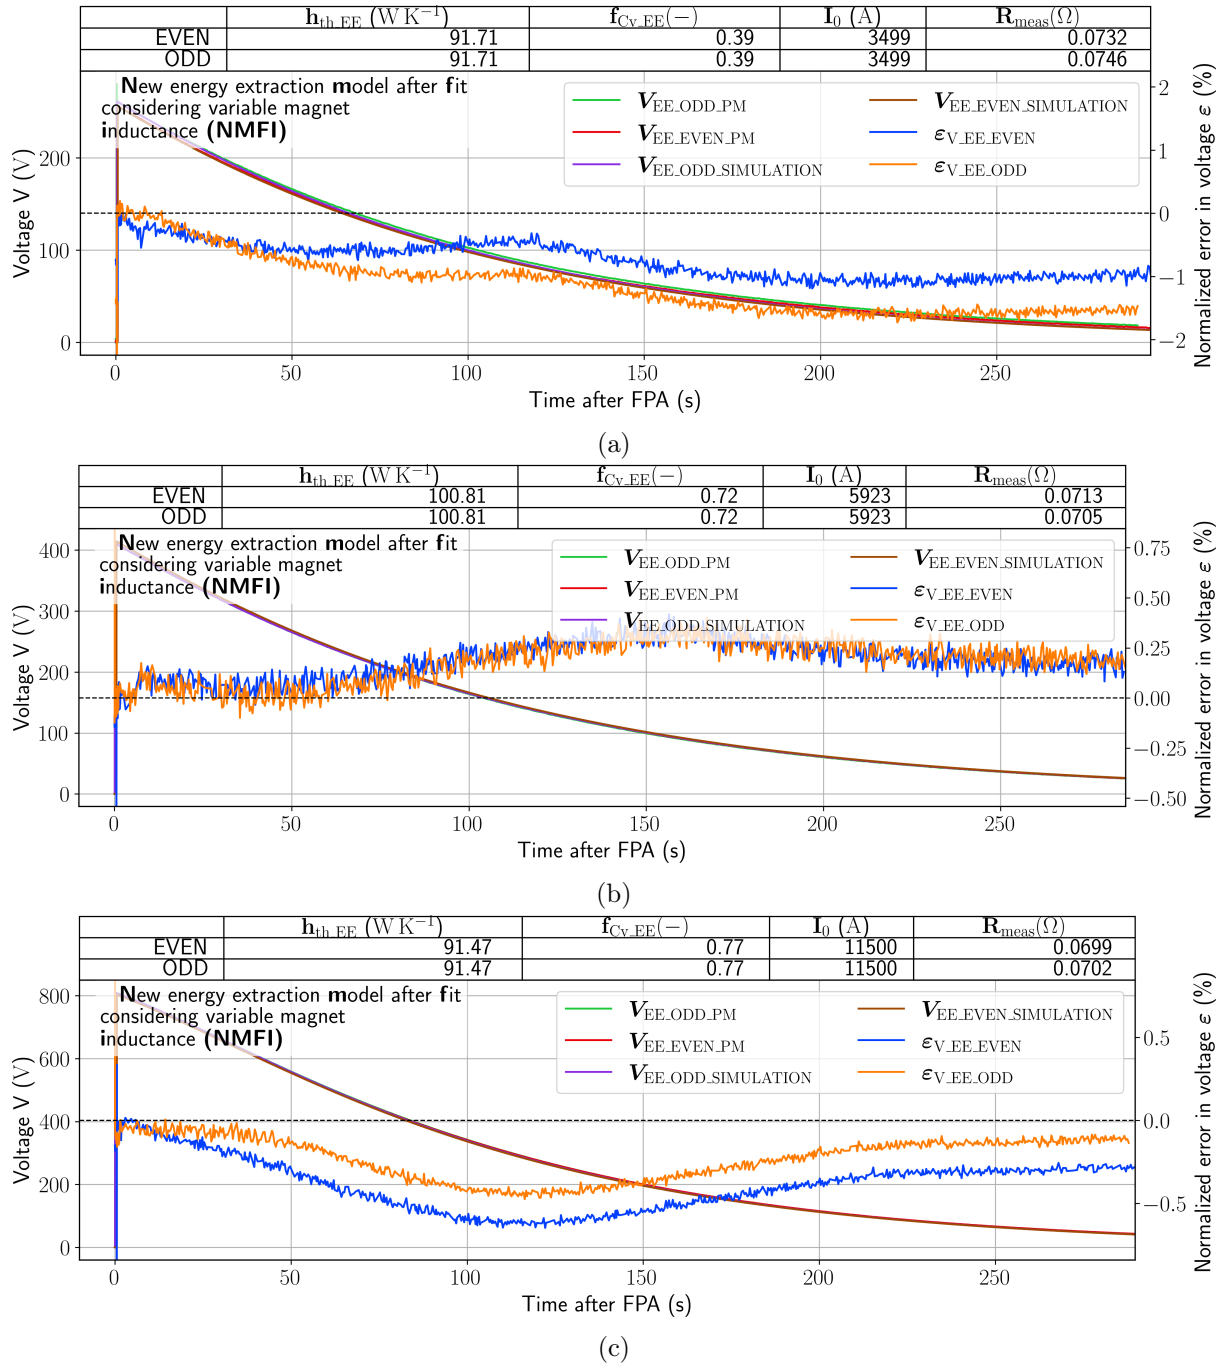 h_th_EE (W K⁻¹) f_Cv_EE(−) I₀ (A) R_meas(Ω)
EVEN 91.71 0.39 3499 0.0732
ODD 91.71 0.39 3499 0.0746
New energy extraction model after fit
considering variable magnet
inductance (NMFI)
V_EE_ODD_PM V_EE_EVEN_SIMULATION
V_EE_EVEN_PM ε_V_EE_EVEN
V_EE_ODD_SIMULATION ε_V_EE_ODD
Voltage V (V)
200
100
0
Normalized error in voltage ε (%)
2
1
0
−1
−2
0 50 100 150 200 250
Time after FPA (s)
(a)
h_th_EE (W K⁻¹) f_Cv_EE(−) I₀ (A) R_meas(Ω)
EVEN 100.81 0.72 5923 0.0713
ODD 100.81 0.72 5923 0.0705
New energy extraction model after fit
considering variable magnet
inductance (NMFI)
V_EE_ODD_PM V_EE_EVEN_SIMULATION
V_EE_EVEN_PM ε_V_EE_EVEN
V_EE_ODD_SIMULATION ε_V_EE_ODD
Voltage V (V)
400
300
200
100
0
Normalized error in voltage ε (%)
0.75
0.50
0.25
0.00
−0.25
−0.50
0 50 100 150 200 250
Time after FPA (s)
(b)
h_th_EE (W K⁻¹) f_Cv_EE(−) I₀ (A) R_meas(Ω)
EVEN 91.47 0.77 11500 0.0699
ODD 91.47 0.77 11500 0.0702
New energy extraction model after fit
considering variable magnet
inductance (NMFI)
V_EE_ODD_PM V_EE_EVEN_SIMULATION
V_EE_EVEN_PM ε_V_EE_EVEN
V_EE_ODD_SIMULATION ε_V_EE_ODD
Voltage V (V)
800
600
400
200
0
Normalized error in voltage ε (%)
0.5
0.0
−0.5
0 50 100 150 200 250
Time after FPA (s)
(c)